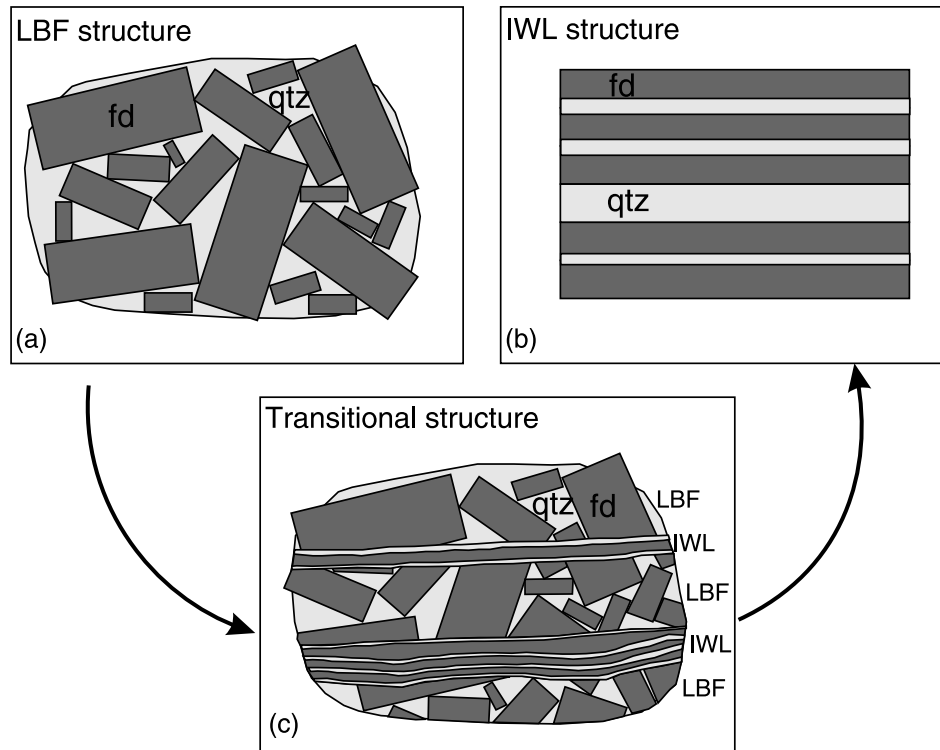 LBF structure
fd
qtz
(a)
IWL structure
fd
qtz
(b)
Transitional structure
qtz
fd
LBF
IWL
LBF
IWL
LBF
(c)